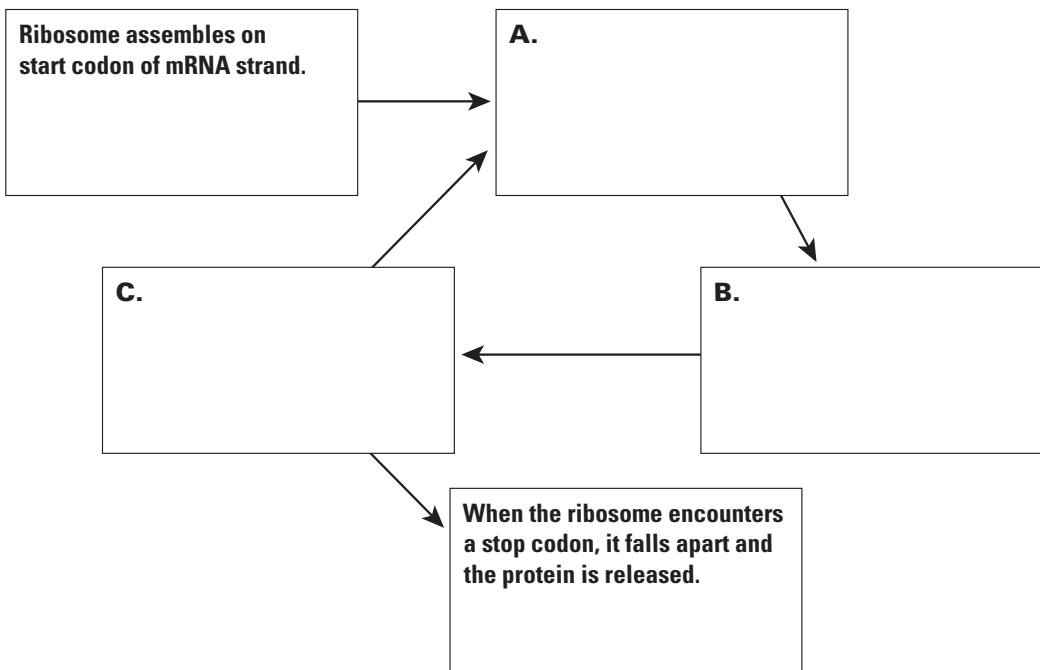 Ribosome assembles on
start codon of mRNA strand.
A.
B.
C.
When the ribosome encounters
a stop codon, it falls apart and
the protein is released.